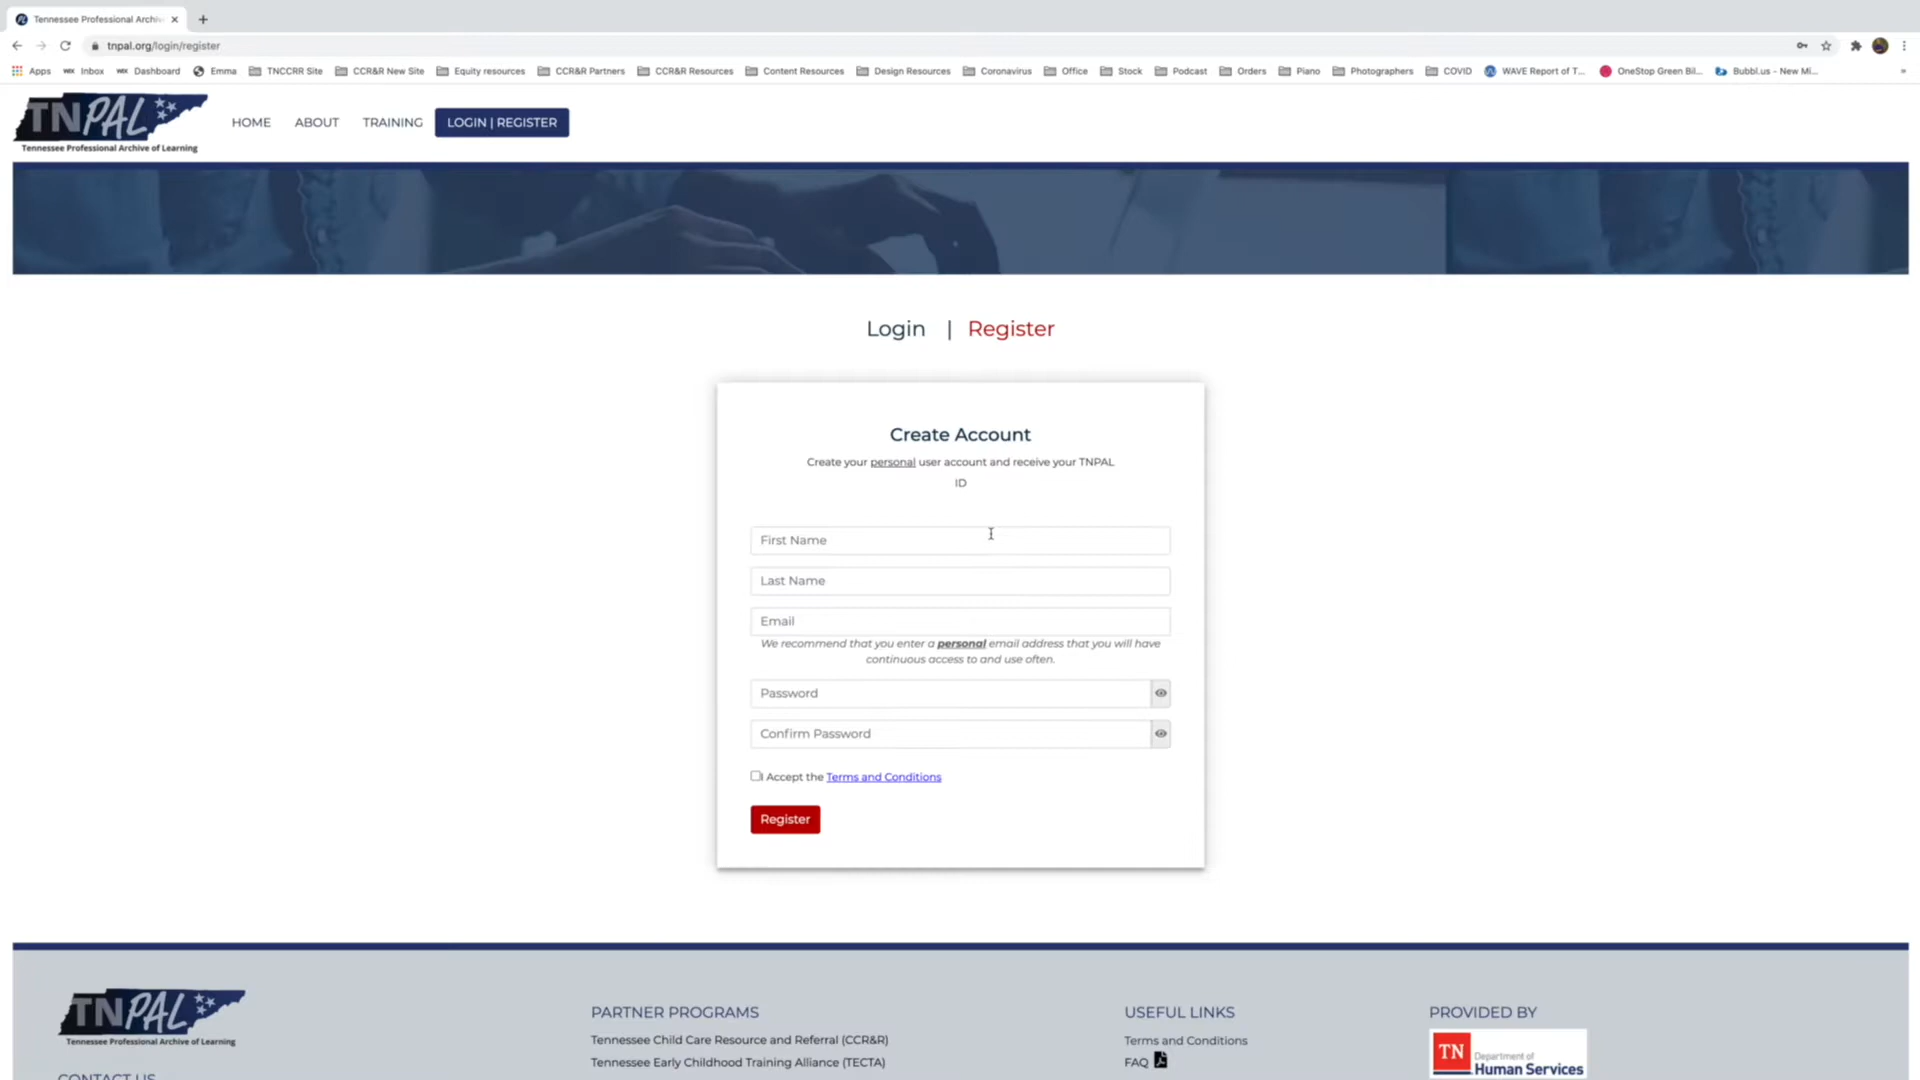 Tennessee Professional Archiv
tnpal.org/login/register
Apps
WIX Inbox
WIX Dashboard
Emma
TNCCRR Site
CCR&R New Site
Equity resources
CCR&R Partners
CCR&R Resources
Content Resources
Design Resources
Coronavirus
Office
Stock
Podcast
Orders
Piano
Photographers
COVID
WAVE Report of T...
OneStop Green Bil...
Bubbl.us - New Mi...
»
TNPAL
Tennessee Professional Archive of Learning
HOME
ABOUT
TRAINING
LOGIN | REGISTER
Login | Register
Create Account
Create your personal user account and receive your TNPAL
ID
First Name
Last Name
Email
We recommend that you enter a personal email address that you will have
continuous access to and use often.
Password
Confirm Password
I Accept the Terms and Conditions
Register
TNPAL
Tennessee Professional Archive of Learning
CONTACT US
PARTNER PROGRAMS
Tennessee Child Care Resource and Referral (CCR&R)
Tennessee Early Childhood Training Alliance (TECTA)
USEFUL LINKS
Terms and Conditions
FAQ
PROVIDED BY
TN
Department of
Human Services